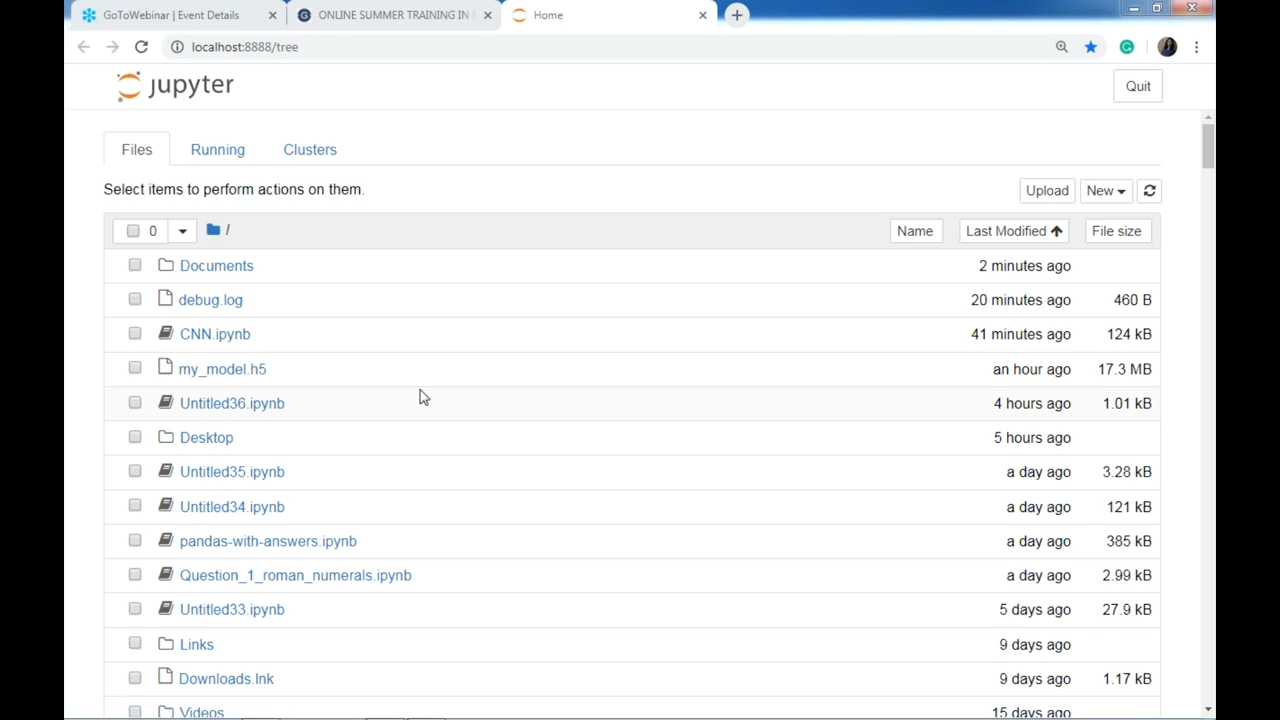 GoToWebinar | Event Details
ONLINE SUMMER TRAINING IN
Home
localhost:8888/tree
jupyter
Quit
Files Running Clusters
Select items to perform actions on them.
Upload New
0 / Name Last Modified File size
Documents 2 minutes ago
debug.log 20 minutes ago 460 B
CNN.ipynb 41 minutes ago 124 kB
my_model.h5 an hour ago 17.3 MB
Untitled36.ipynb 4 hours ago 1.01 kB
Desktop 5 hours ago
Untitled35.ipynb a day ago 3.28 kB
Untitled34.ipynb a day ago 121 kB
pandas-with-answers.ipynb a day ago 385 kB
Question_1_roman_numerals.ipynb a day ago 2.99 kB
Untitled33.ipynb 5 days ago 27.9 kB
Links 9 days ago
Downloads.lnk 9 days ago 1.17 kB
Videos 15 days ago